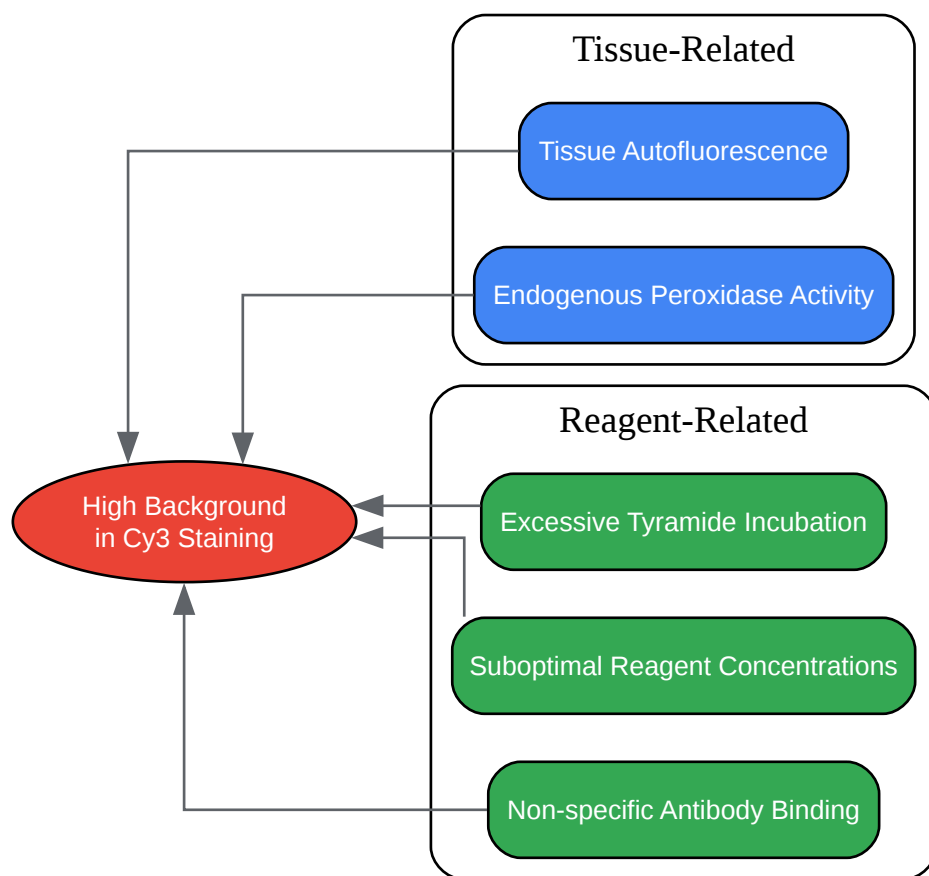 Tissue-Related
Tissue Autofluorescence
Endogenous Peroxidase Activity
Reagent-Related
High Background
in Cy3 Staining
Excessive Tyramide Incubation
Suboptimal Reagent Concentrations
Non-specific Antibody Binding